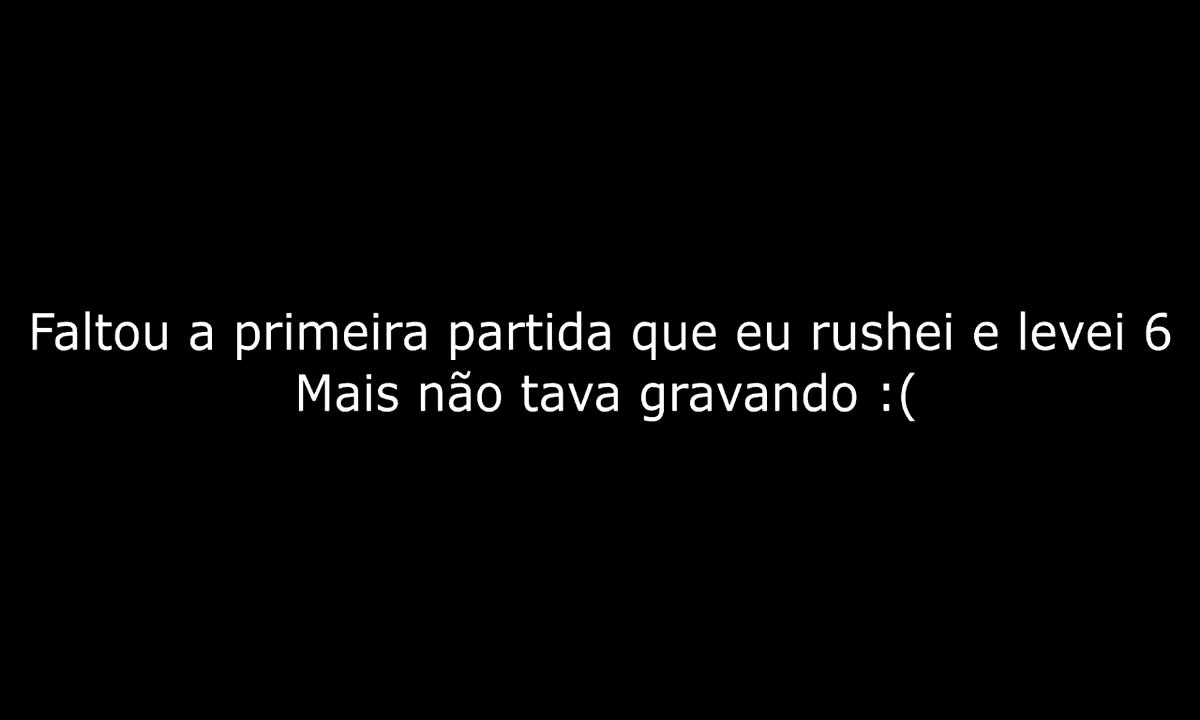 Faltou a primeira partida que eu rushei e levei 6
Mais não tava gravando :(